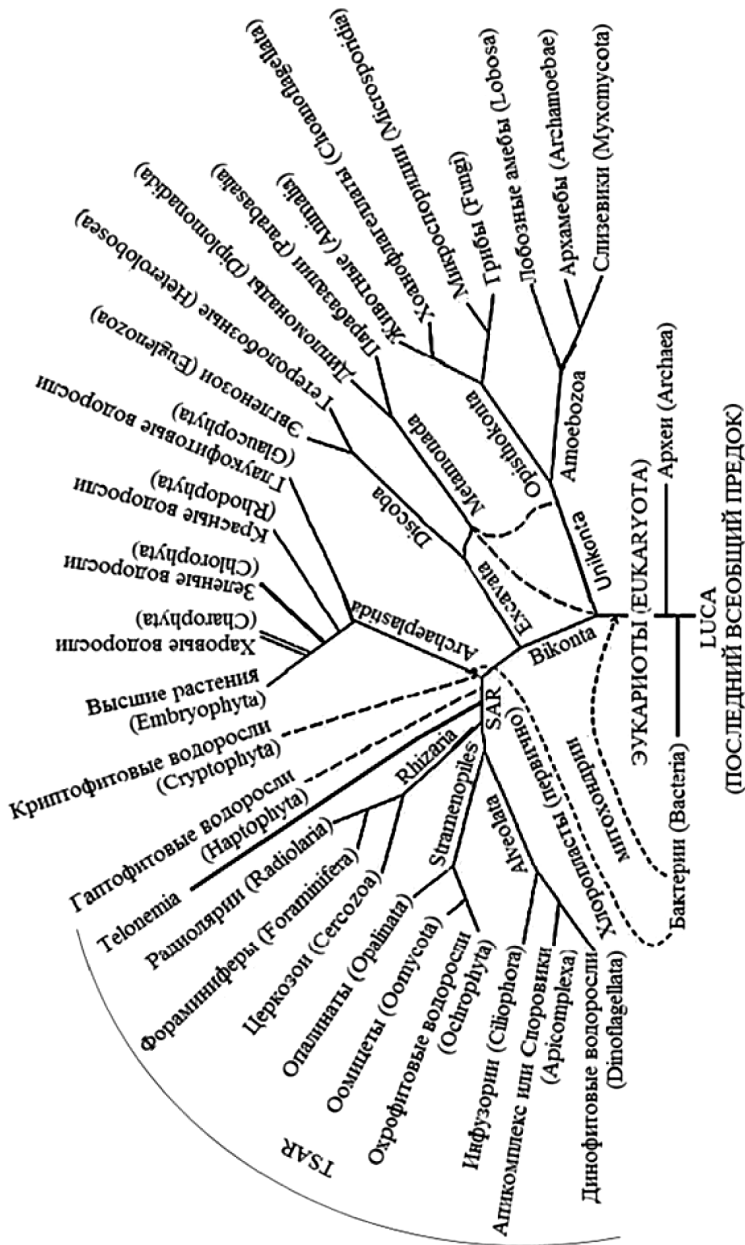 Динофитовые водоросли
(Dinoflagellata)
Апикомплекс или Споровики
(Apicomplexa)
Инфузории (Ciliophora)
Охрофитовые водоросли
(Ochrophyta)
Оомицеты (Oomycota)
Опалинаты (Opalinata)
Церкозои (Cercozoa)
Фораминиферы (Foraminifera)
Радиолярии (Radiolaria)
Telonemia
Гаптофитовые водоросли
(Haptophyta)
Криптофитовые водоросли
(Cryptophyta)
Высшие растения
(Embryophyta)
Харовые водоросли
(Charophyta)
Зеленые водоросли
(Chlorophyta)
Красные водоросли
(Rhodophyta)
Глаукофитовые водоросли
(Glaucophyta)
Эвгленозои (Euglenozoa)
Гетеролобозные (Heterolobosea)
Дипломонады (Diplomonadida)
Парабазалии (Parabasalia)
Животные (Animalia)
Хоанофлагеллаты (Choanoflagellata)
Микроспоридии (Microsporidia)
Грибы (Fungi)
Лобозные амебы (Lobosa)
Архамебы (Archamoebae)
Слизевики (Myxomycota)
TSAR
Alveolata
Stramenopiles
Rhizaria
SAR
Archaeplastida
Discoba
Metamonada
Excavata
Bikonta
Opisthokonta
Amoebozoa
Unikonta
Хлоропласты (первично)
митохондрии
Бактерии (Bacteria)
ЭУКАРИОТЫ (EUKARYOTA)
Археи (Archaea)
LUCA
(ПОСЛЕДНИЙ ВСЕОБЩИЙ ПРЕДОК)